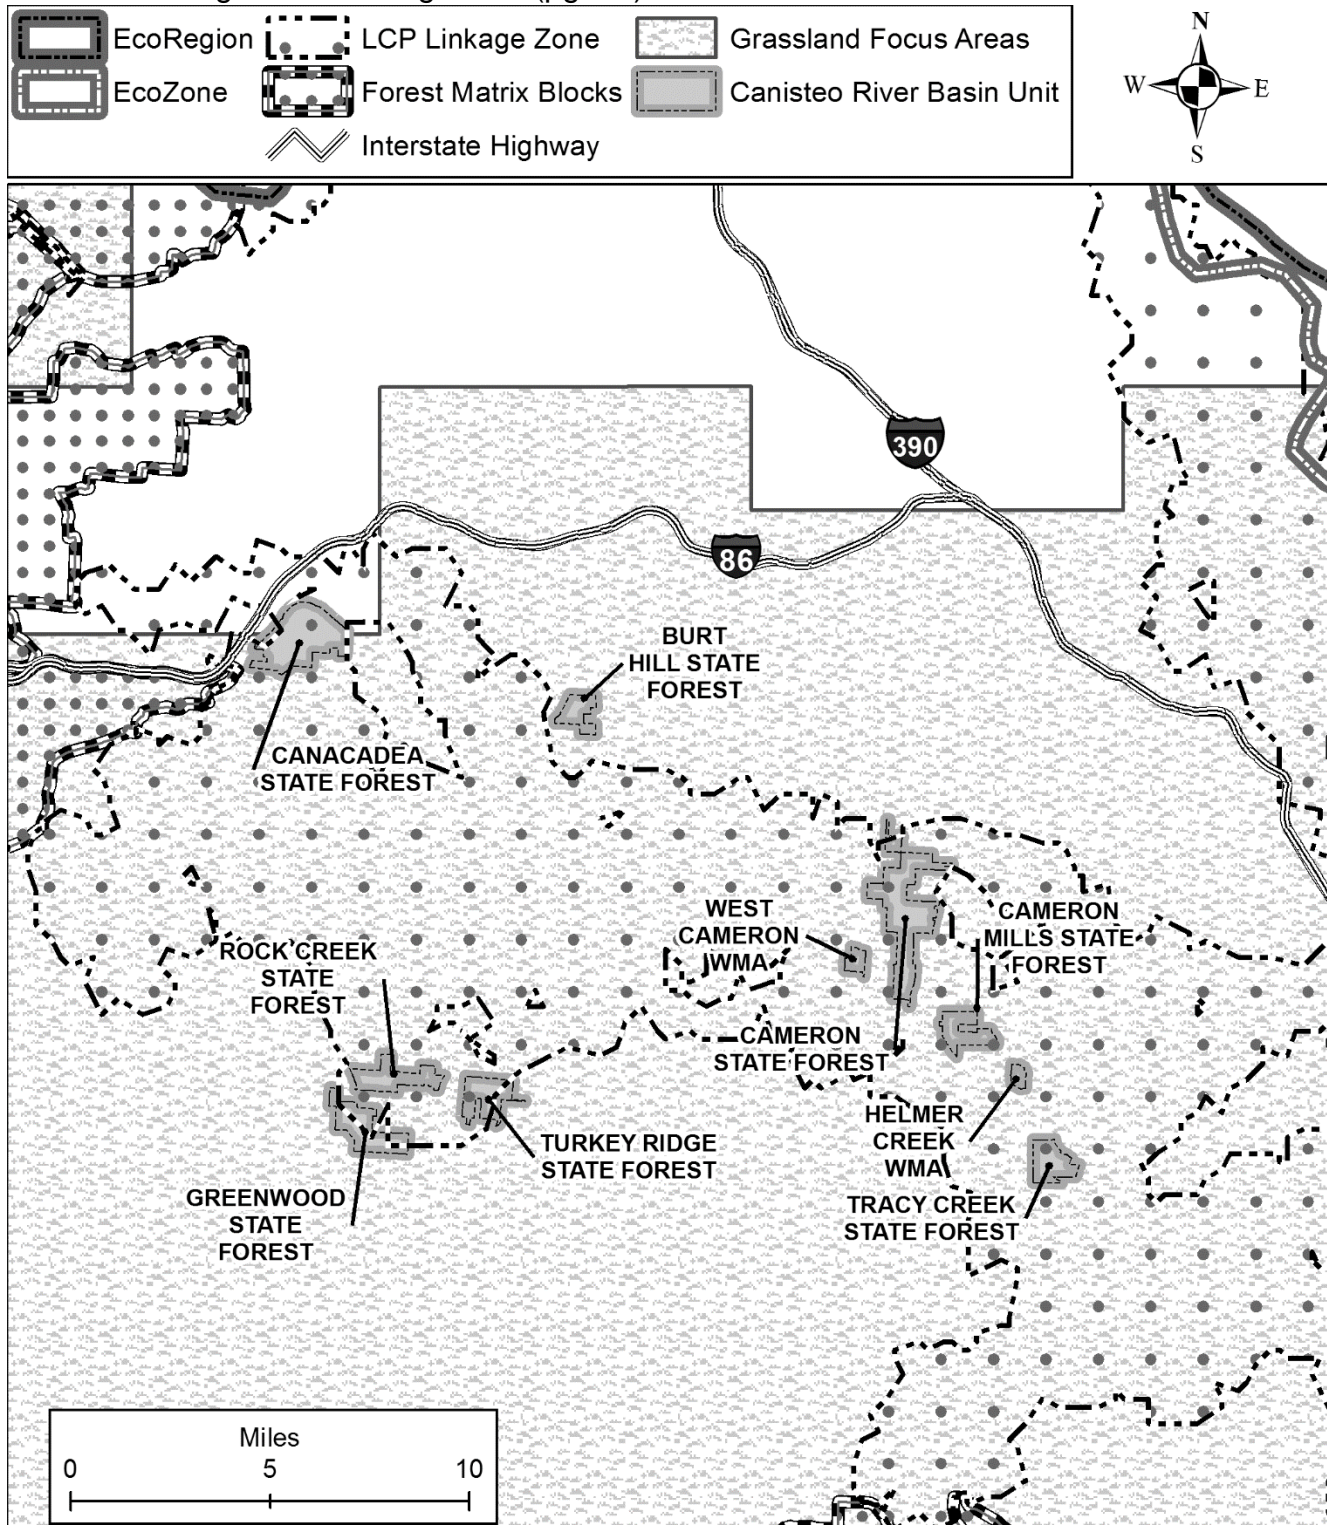 EcoRegion
LCP Linkage Zone
Grassland Focus Areas
EcoZone
Forest Matrix Blocks
Canisteo River Basin Unit
Interstate Highway
N
W
E
S
390
86
BURT
HILL STATE
FOREST
CANACADEA
STATE FOREST
WEST
CAMERON
WMA
CAMERON
MILLS STATE
FOREST
ROCK CREEK
STATE
FOREST
CAMERON
STATE FOREST
HELMER
CREEK
WMA
TURKEY RIDGE
STATE FOREST
GREENWOOD
STATE
FOREST
TRACY CREEK
STATE FOREST
Miles
0 5 10